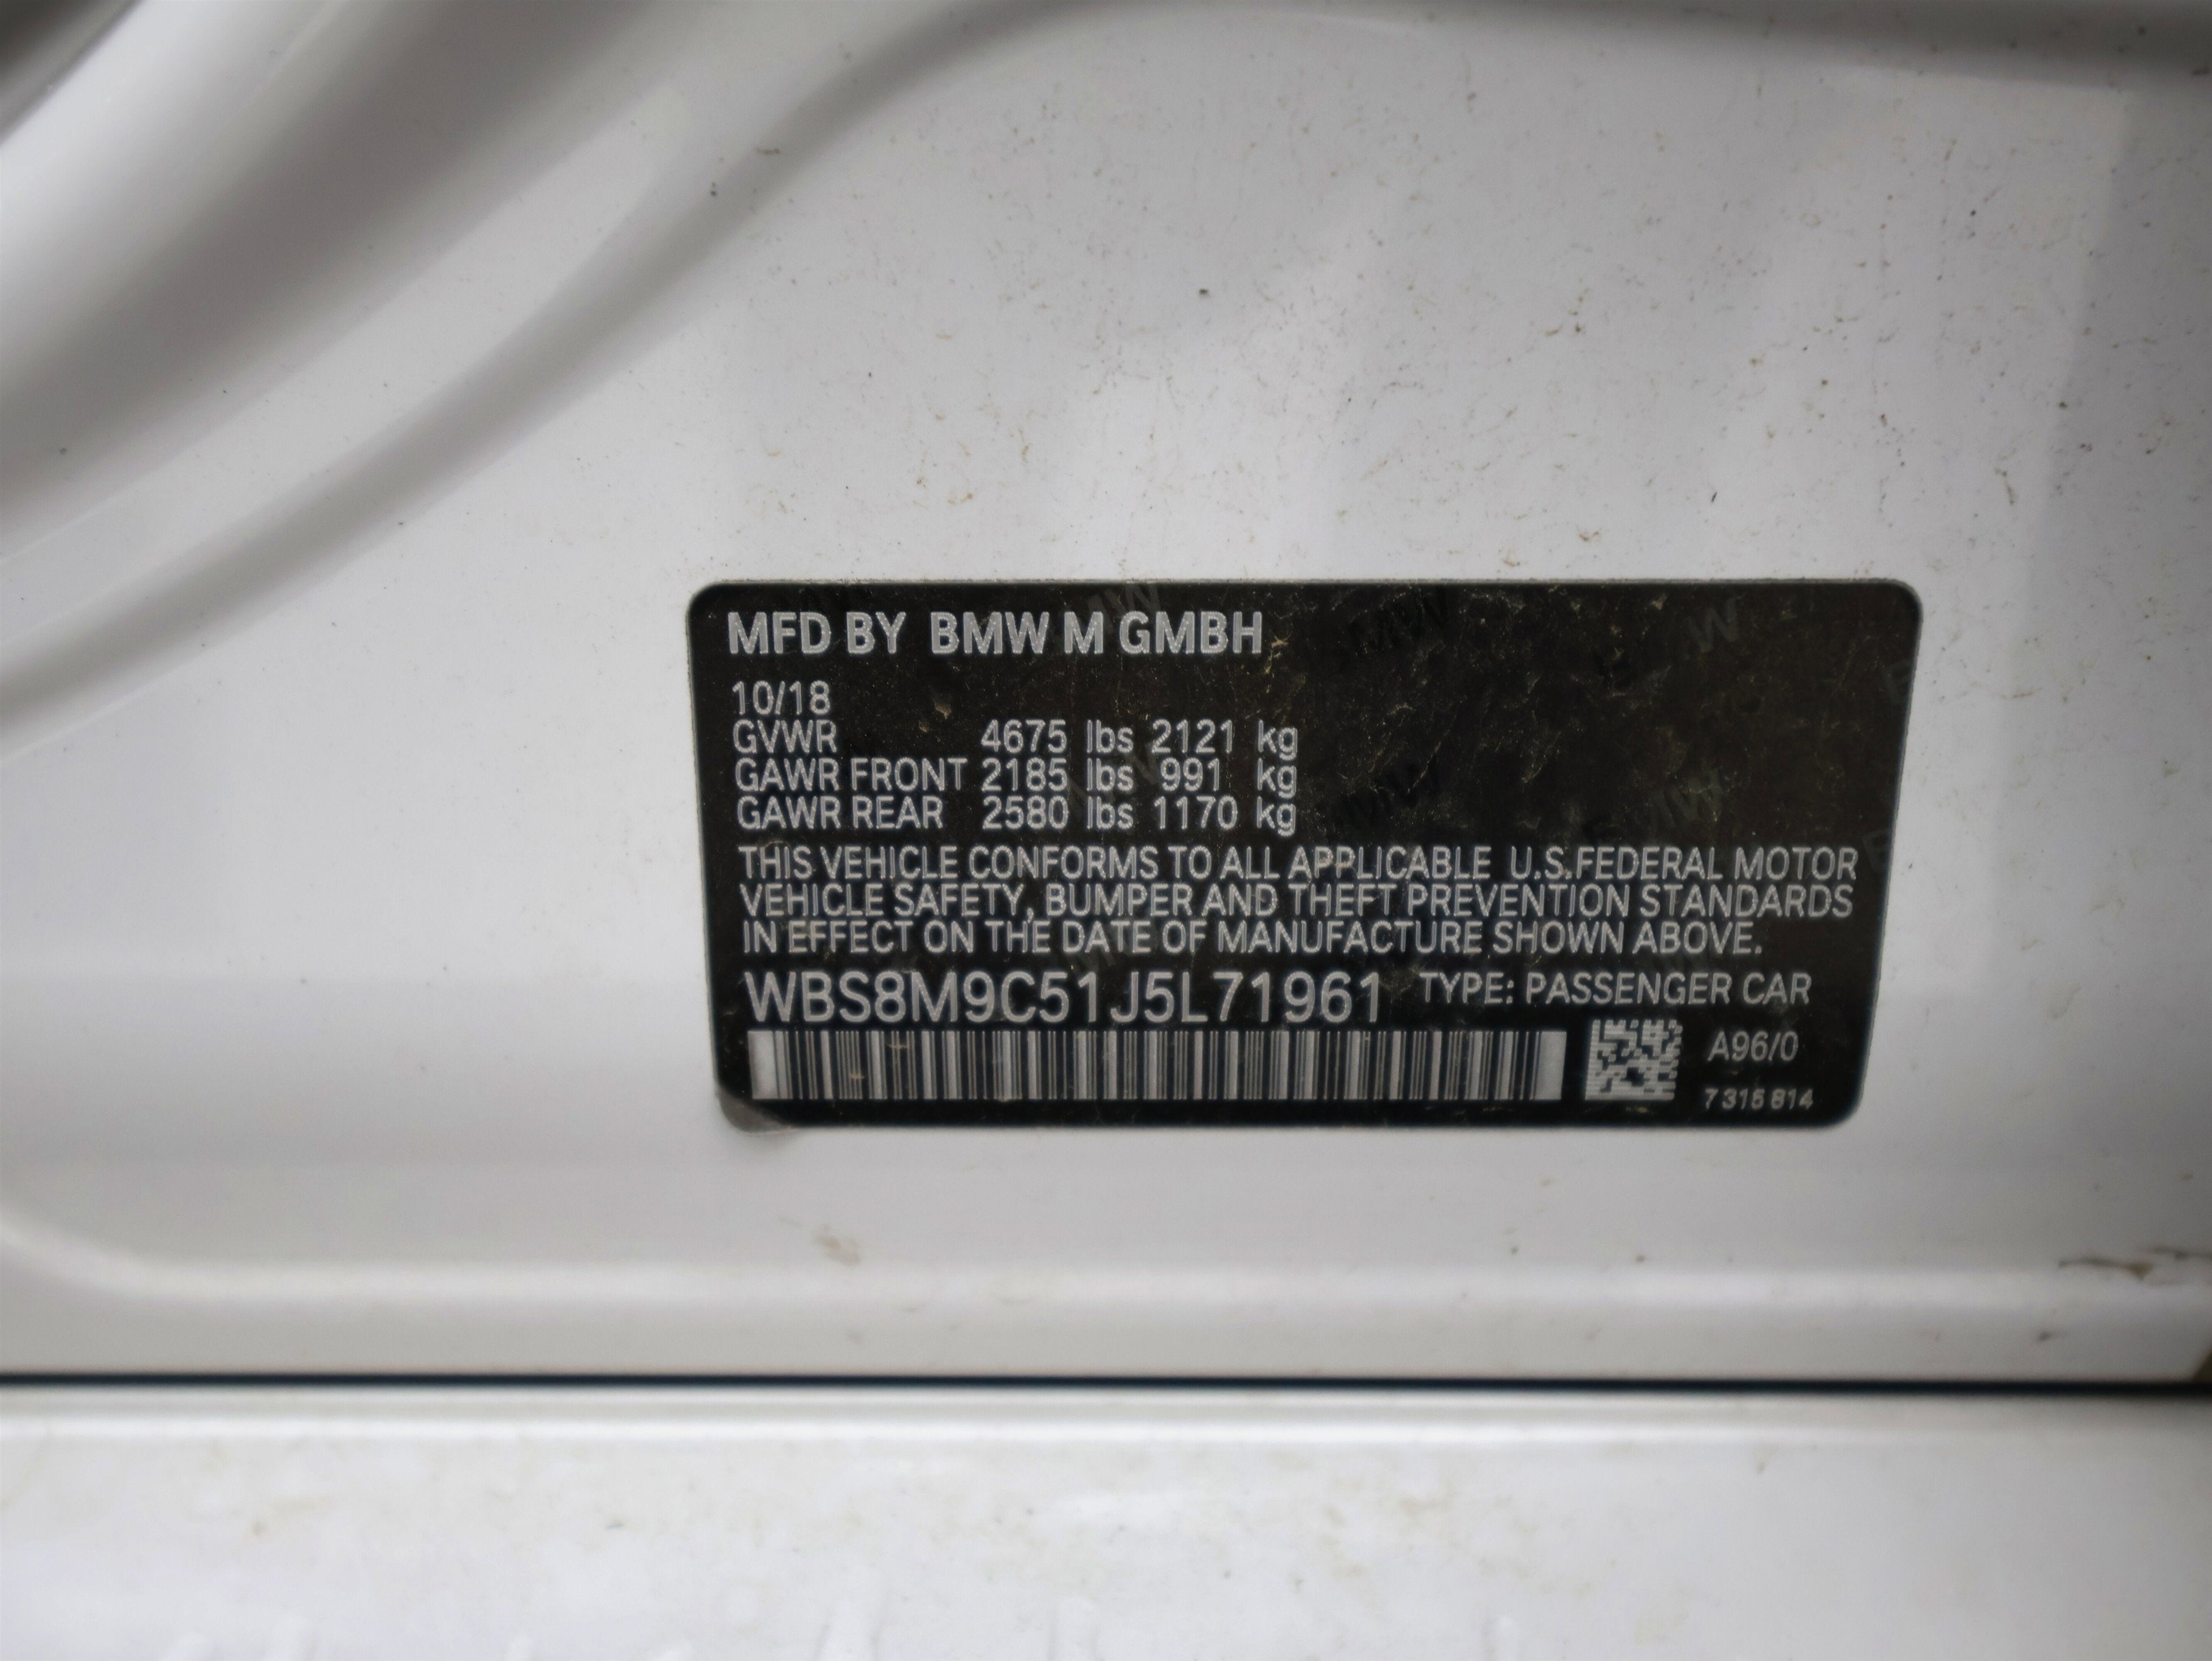 MFD BY BMW M GMBH
10/18
GVWR 4675 lbs 2121 kg
GAWR FRONT 2185 lbs 991 kg
GAWR REAR 2580 lbs 1170 kg
THIS VEHICLE CONFORMS TO ALL APPLICABLE U.S.FEDERAL MOTOR
VEHICLE SAFETY, BUMPER AND THEFT PREVENTION STANDARDS
IN EFFECT ON THE DATE OF MANUFACTURE SHOWN ABOVE.
WBS8M9C51J5L71961 TYPE: PASSENGER CAR
A96/0
7 316 814